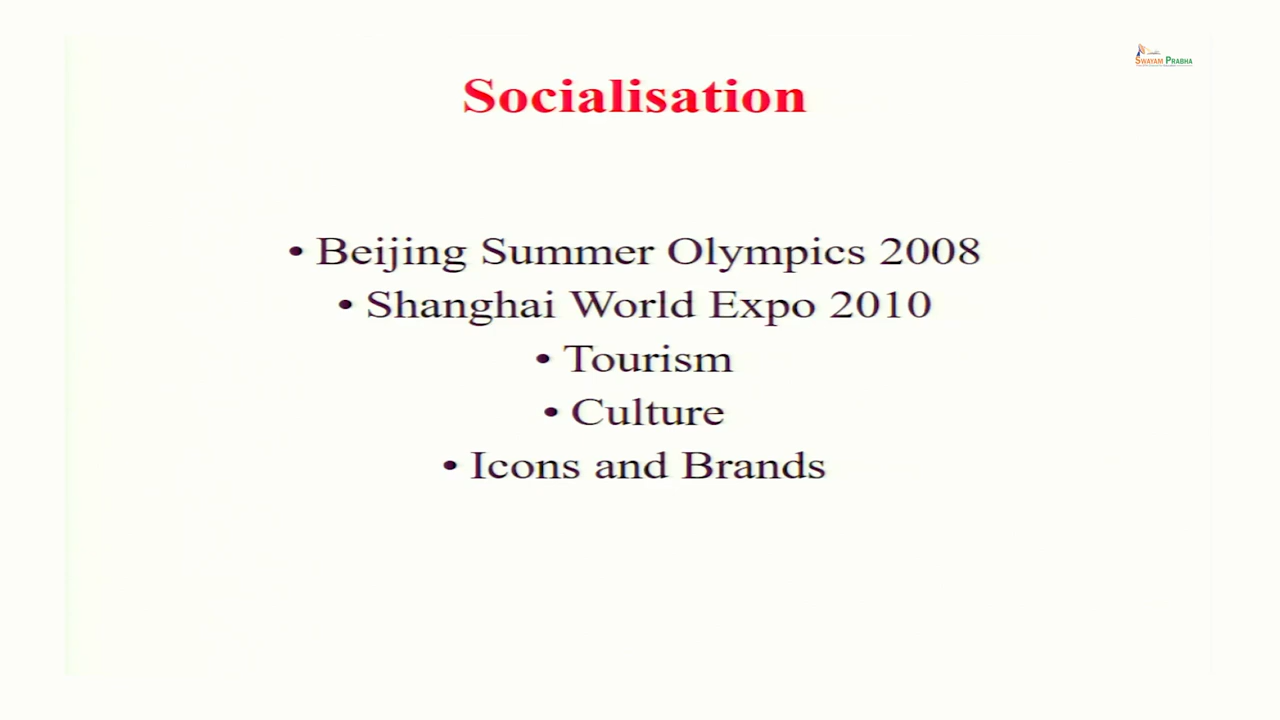 SWAYAM PRABHA
Socialisation
• Beijing Summer Olympics 2008
• Shanghai World Expo 2010
• Tourism
• Culture
• Icons and Brands